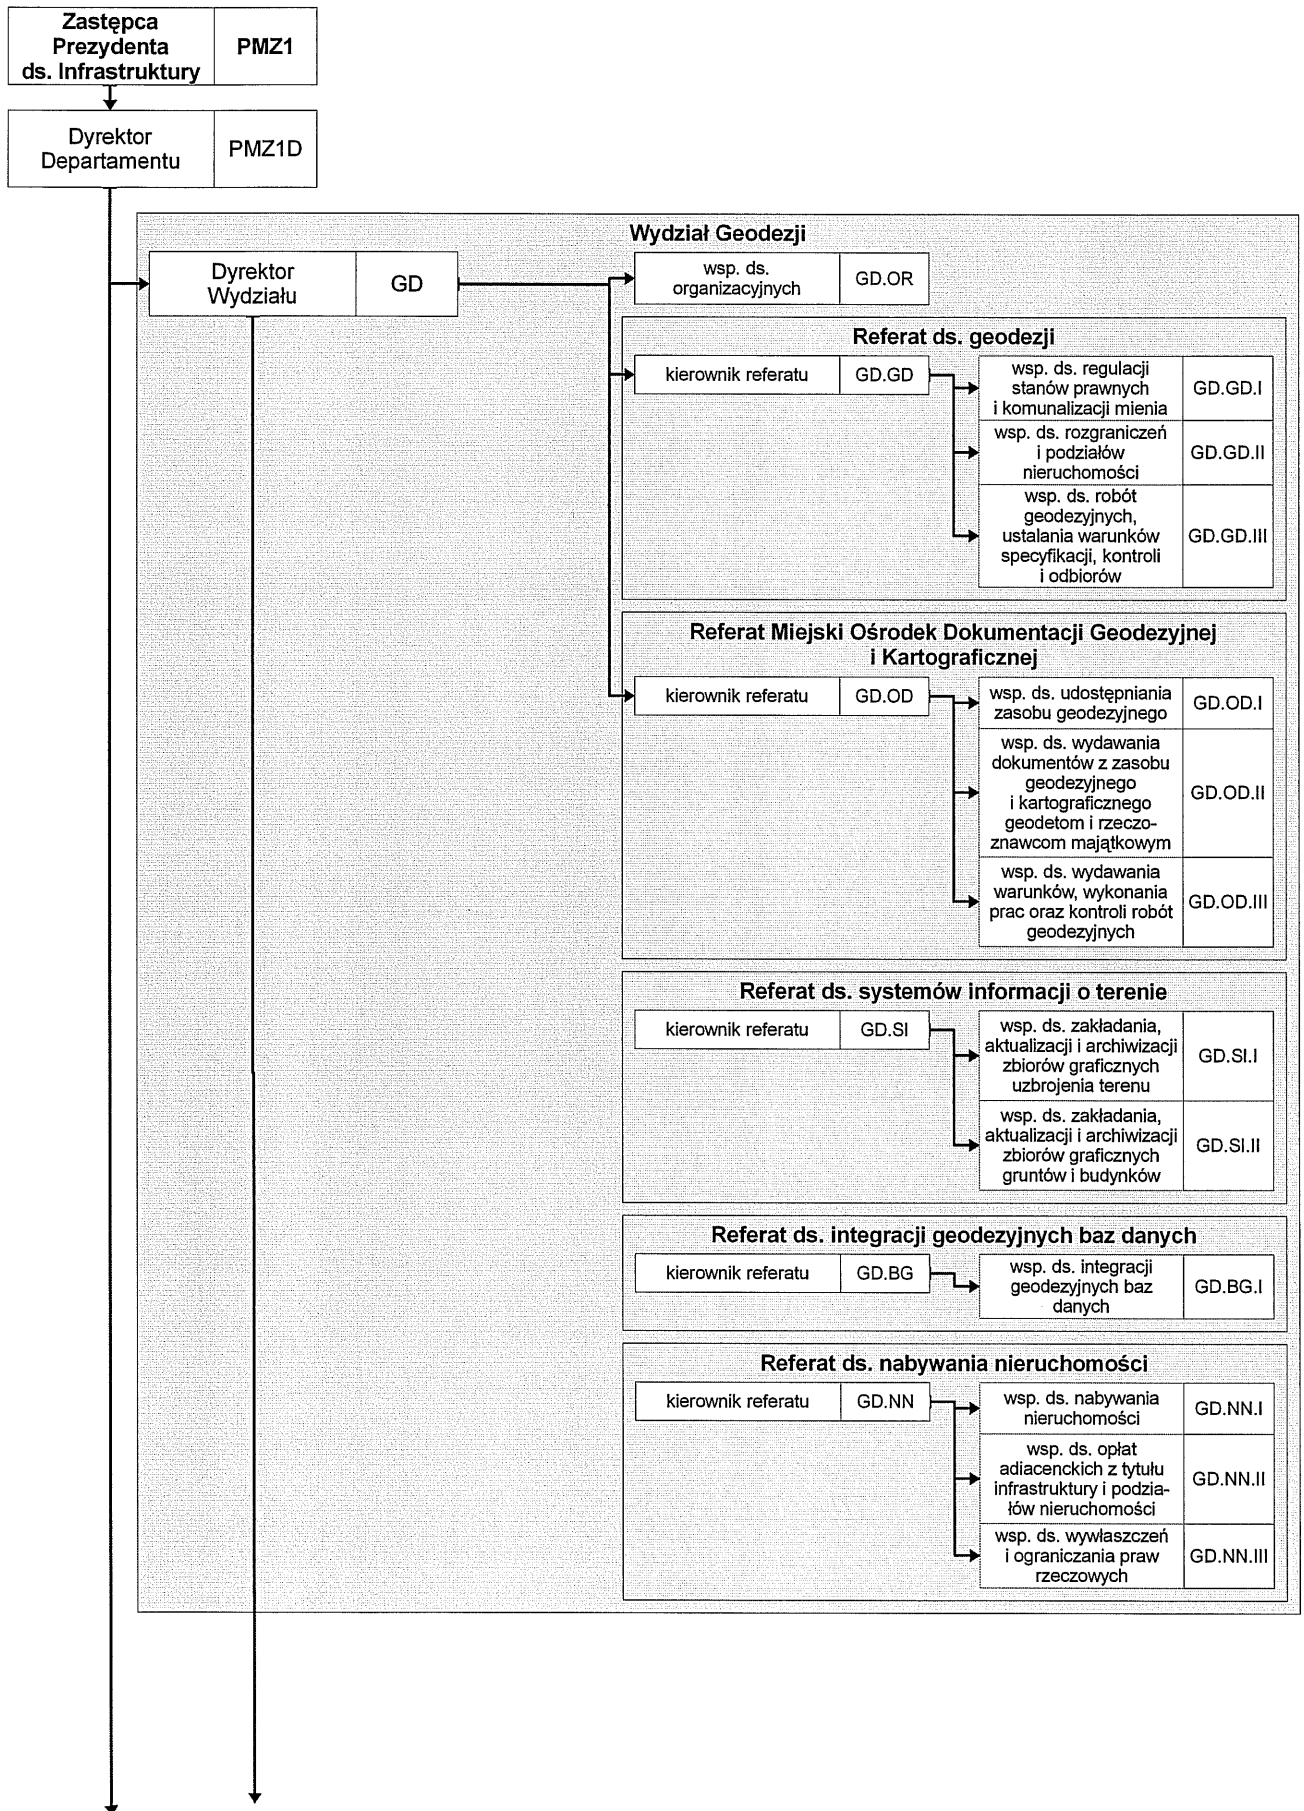 Zastępca
Prezydenta
ds. Infrastruktury
PMZ1
Dyrektor
Departamentu
PMZ1D
Wydział Geodezji
Dyrektor
Wydziału
GD
wsp. ds.
organizacyjnych
GD.OR
Referat ds. geodezji
kierownik referatu
GD.GD
wsp. ds. regulacji
stanów prawnych
i komunalizacji mienia
GD.GD.I
wsp. ds. rozgraniczeń
i podziałów
nieruchomości
GD.GD.II
wsp. ds. robót
geodezyjnych,
ustalania warunków
specyfikacji, kontroli
i odbiorów
GD.GD.III
Referat Miejski Ośrodek Dokumentacji Geodezyjnej
i Kartograficznej
kierownik referatu
GD.OD
wsp. ds. udostępniania
zasobu geodezyjnego
GD.OD.I
wsp. ds. wydawania
dokumentów z zasobu
geodezyjnego
i kartograficznego
geodetom i rzeczo-
znawcom majątkowym
GD.OD.II
wsp. ds. wydawania
warunków, wykonania
prac oraz kontroli robót
geodezyjnych
GD.OD.III
Referat ds. systemów informacji o terenie
kierownik referatu
GD.SI
wsp. ds. zakładania,
aktualizacji i archiwizacji
zbiorów graficznych
uzbrojenia terenu
GD.SI.I
wsp. ds. zakładania,
aktualizacji i archiwizacji
zbiorów graficznych
gruntów i budynków
GD.SI.II
Referat ds. integracji geodezyjnych baz danych
kierownik referatu
GD.BG
wsp. ds. integracji
geodezyjnych baz
danych
GD.BG.I
Referat ds. nabywania nieruchomości
kierownik referatu
GD.NN
wsp. ds. nabywania
nieruchomości
GD.NN.I
wsp. ds. opłat
adiacenckich z tytułu
infrastruktury i podzia-
łów nieruchomości
GD.NN.II
wsp. ds. wywłaszczeń
i ograniczania praw
rzeczowych
GD.NN.III